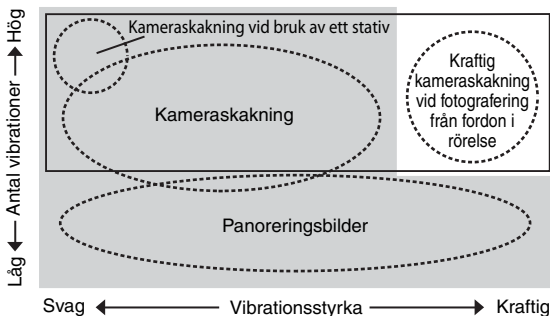 Hög
Antal vibrationer
Låg
Kameraskakning vid bruk av ett stativ
Kameraskakning
Kraftig
kameraskakning
vid fotografering
från fordon i
rörelse
Panoreringsbilder
Svag
Vibrationsstyrka
Kraftig